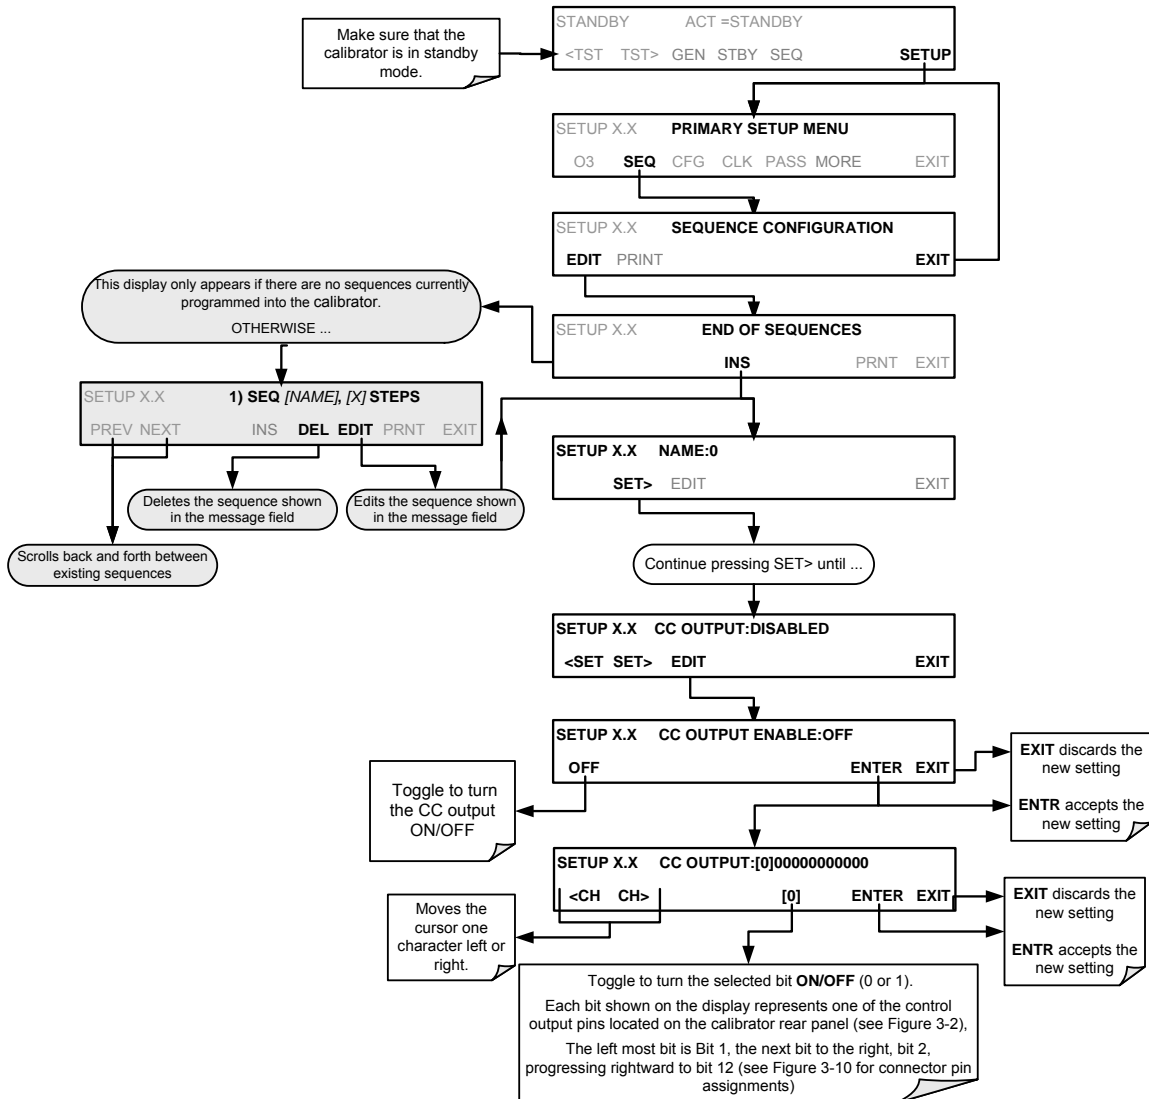 Make sure that the
calibrator is in standby
mode.
STANDBY ACT =STANDBY
<TST TST> GEN STBY SEQ SETUP
SETUP X.X PRIMARY SETUP MENU
O3 SEQ CFG CLK PASS MORE EXIT
SETUP X.X SEQUENCE CONFIGURATION
EDIT PRINT EXIT
This display only appears if there are no sequences currently
programmed into the calibrator.
OTHERWISE ...
SETUP X.X END OF SEQUENCES
INS PRNT EXIT
SETUP X.X 1) SEQ [NAME], [X] STEPS
PREV NEXT INS DEL EDIT PRNT EXIT
Deletes the sequence shown
in the message field
Edits the sequence shown
in the message field
Scrolls back and forth between
existing sequences
SETUP X.X NAME:0
SET> EDIT EXIT
Continue pressing SET> until ...
SETUP X.X CC OUTPUT:DISABLED
<SET SET> EDIT EXIT
SETUP X.X CC OUTPUT ENABLE:OFF
OFF ENTER EXIT
Toggle to turn
the CC output
ON/OFF
EXIT discards the
new setting
ENTR accepts the
new setting
SETUP X.X CC OUTPUT:[0]00000000000
<CH CH> [0] ENTER EXIT
Moves the
cursor one
character left or
right.
EXIT discards the
new setting
ENTR accepts the
new setting
Toggle to turn the selected bit ON/OFF (0 or 1).
Each bit shown on the display represents one of the control
output pins located on the calibrator rear panel (see Figure 3-2),
The left most bit is Bit 1, the next bit to the right, bit 2,
progressing rightward to bit 12 (see Figure 3-10 for connector pin
assignments)